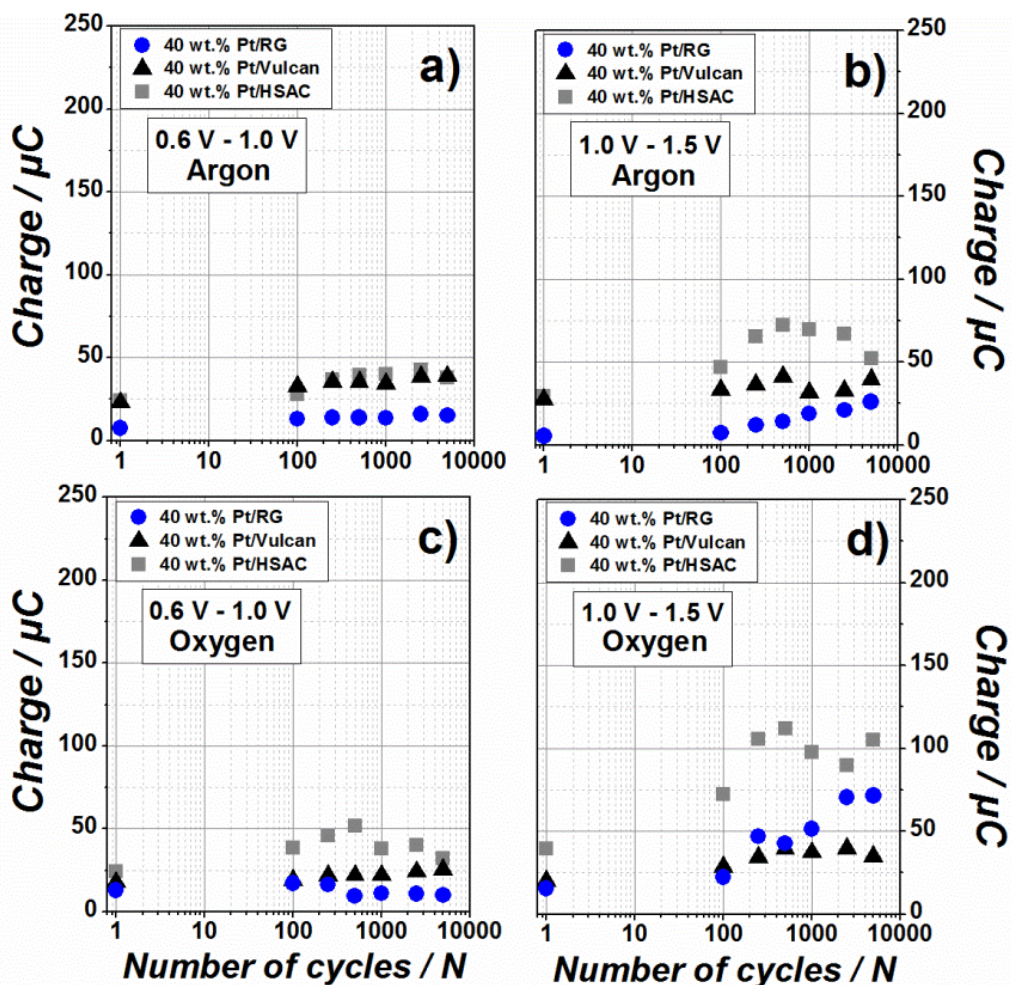 250
200
150
100
50
0
Charge / µC
40 wt.% Pt/RG
40 wt.% Pt/Vulcan
40 wt.% Pt/HSAC
a)
0.6 V - 1.0 V
Argon
1 10 100 1000 10000
40 wt.% Pt/RG
40 wt.% Pt/Vulcan
40 wt.% Pt/HSAC
b)
1.0 V - 1.5 V
Argon
250
200
150
100
50
0
Charge / µC
1 10 100 1000 10000
250
200
150
100
50
0
Charge / µC
40 wt.% Pt/RG
40 wt.% Pt/Vulcan
40 wt.% Pt/HSAC
c)
0.6 V - 1.0 V
Oxygen
1 10 100 1000 10000
Number of cycles / N
40 wt.% Pt/RG
40 wt.% Pt/Vulcan
40 wt.% Pt/HSAC
d)
1.0 V - 1.5 V
Oxygen
250
200
150
100
50
0
Charge / µC
1 10 100 1000 10000
Number of cycles / N